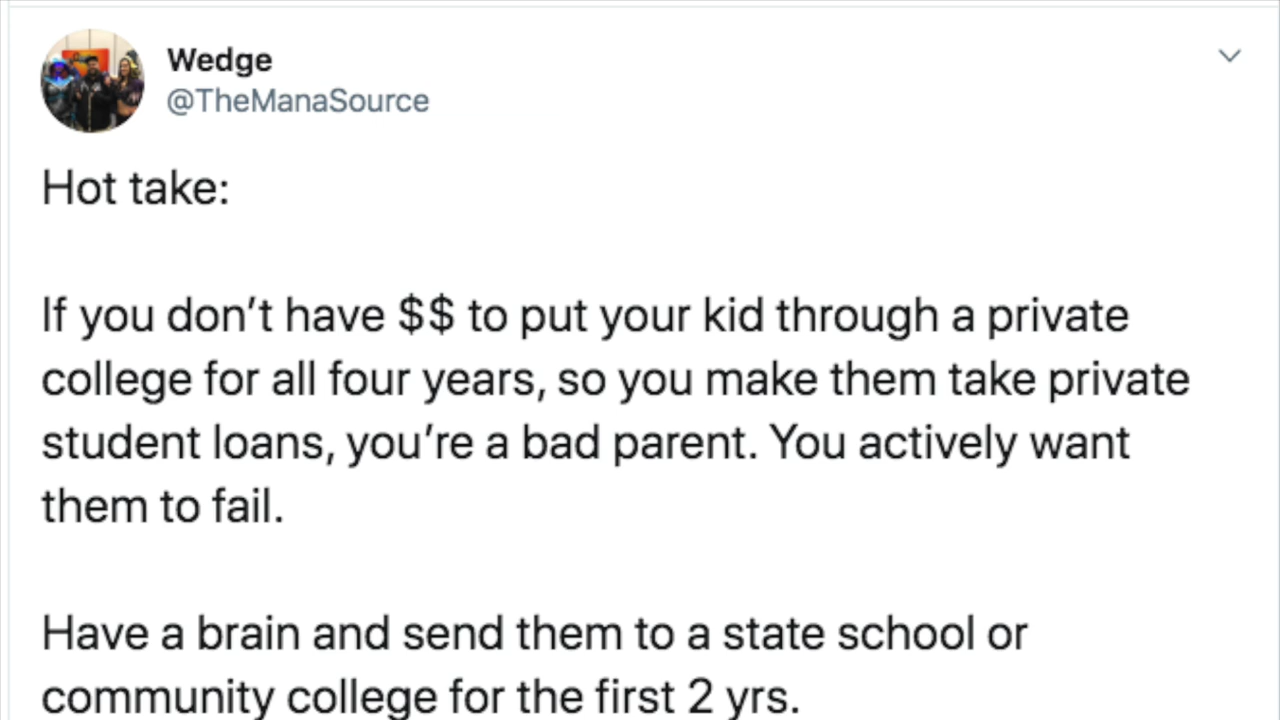 Wedge
@TheManaSource
Hot take:
If you don’t have $$ to put your kid through a private
college for all four years, so you make them take private
student loans, you’re a bad parent. You actively want
them to fail.
Have a brain and send them to a state school or
community college for the first 2 yrs.